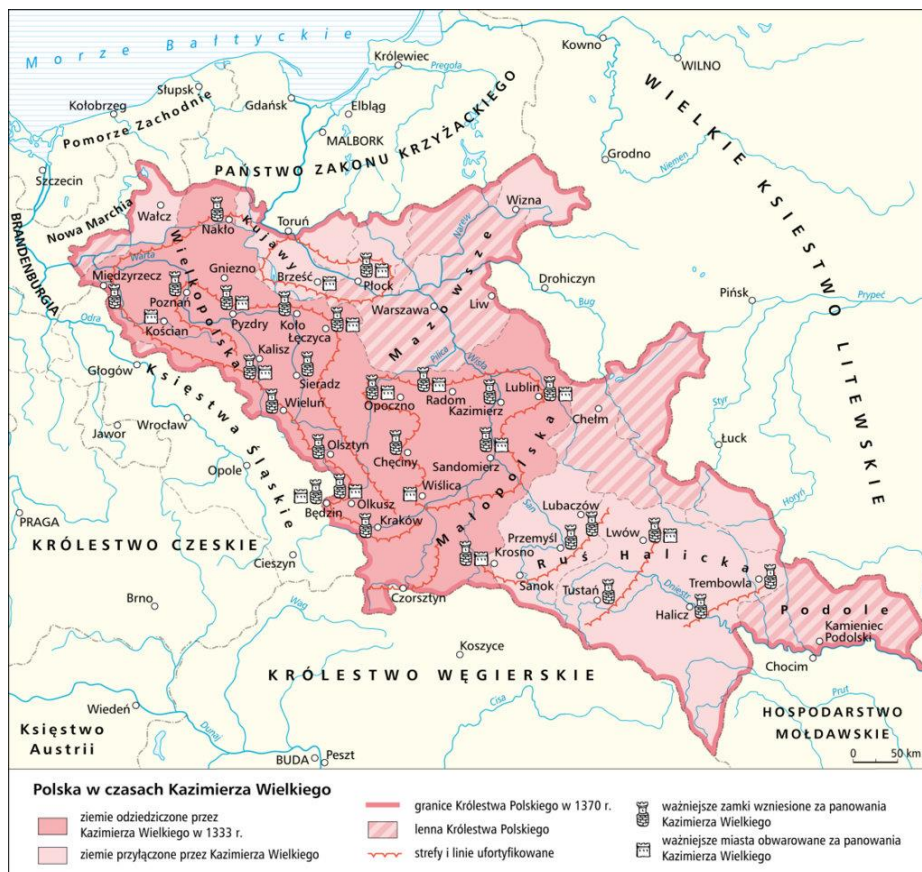 Morze Bałtyckie
Kowno
WILNO
Królewiec
Pregoła
Słupsk
Kołobrzeg
Gdańsk
Elbląg
Pomorze Zachodnie
MALBORK
WIELKIE KSIĘSTWO LITEWSKIE
Grodno
Niemen
Szczecin
PAŃSTWO ZAKONU KRZYŻACKIEGO
BRANDENBURGIA
Nowa Marchia
Wałcz
Nakło
Toruń
Wizna
Narew
Kujawy
Warta
Wielkopolska
Gniezno
Brześć
Płock
Mazowsze
Drohiczyn
Międzyrzecz
Poznań
Warszawa
Liw
Bug
Pińsk
Prypeć
Odra
Kościan
Pyzdry
Koło
Łęczyca
Kalisz
Pilica
Wisła
Głogów
Księstwa Śląskie
Sieradz
Opoczno
Radom
Kazimierz
Lublin
Wieluń
Chełm
Styr
Jawor
Wrocław
Olsztyn
Chęciny
Sandomierz
Łuck
Opole
Małopolska
Horyń
Wiślica
PRAGA
Będzin
Olkusz
Kraków
San
Lubaczów
KRÓLESTWO CZESKIE
Przemyśl
Lwów
Cieszyn
Krosno
Ruś Halicka
Sanok
Trembowla
Czorsztyn
Tustań
Dniestr
Halicz
Podole
Brno
Wag
Kamieniec
Podolski
Koszyce
Chocim
KRÓLESTWO WĘGIERSKIE
Cisa
Prut
Wiedeń
HOSPODARSTWO
MOŁDAWSKIE
Księstwo
Austrii
Dunaj
BUDA
Peszt
0 50 km
Polska w czasach Kazimierza Wielkiego
ziemie odziedziczone przez
Kazimierza Wielkiego w 1333 r.
ziemie przyłączone przez Kazimierza Wielkiego
granice Królestwa Polskiego w 1370 r.
lenna Królestwa Polskiego
strefy i linie ufortyfikowane
ważniejsze zamki wzniesione za panowania
Kazimierza Wielkiego
ważniejsze miasta obwarowane za panowania
Kazimierza Wielkiego